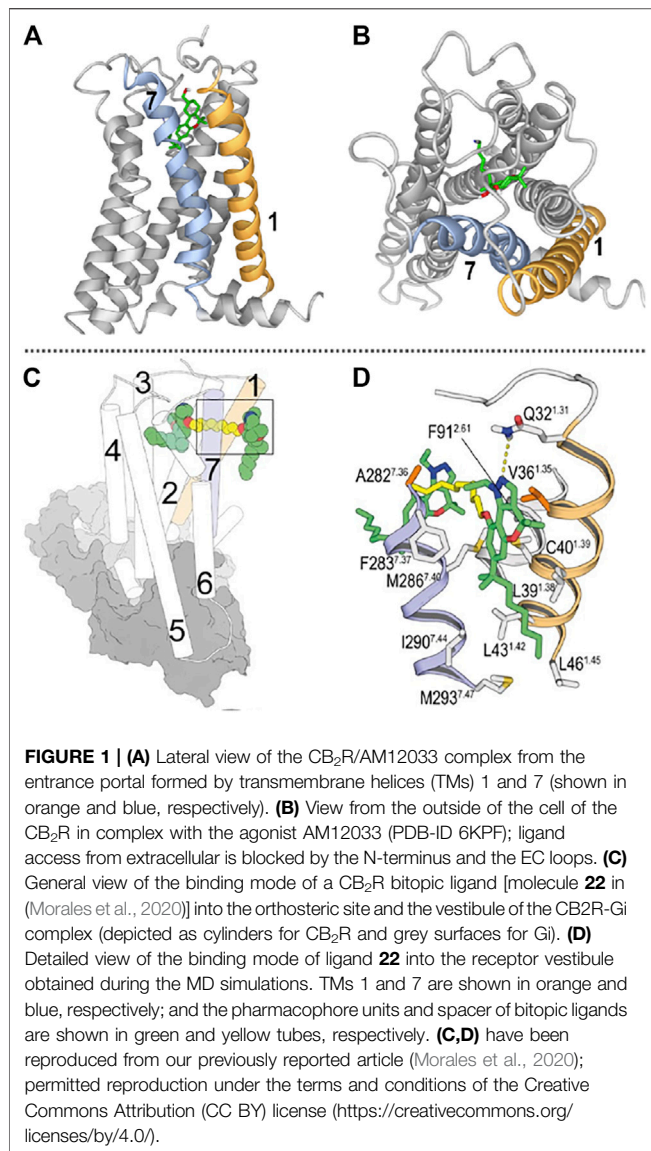 A
B
7
1
1
7
C
D
3
1
4
7
2
6
5
Q32^1.31
F91^2.61
A282^7.36
V36^1.35
C40^1.39
F283^7.37
M286^7.40
L39^1.38
I290^7.44
L43^1.42
L46^1.45
M293^7.47
FIGURE 1 | (A) Lateral view of the CB₂R/AM12033 complex from the
entrance portal formed by transmembrane helices (TMs) 1 and 7 (shown in
orange and blue, respectively). (B) View from the outside of the cell of the
CB₂R in complex with the agonist AM12033 (PDB-ID 6KPF); ligand
access from extracellular is blocked by the N-terminus and the EC loops. (C)
General view of the binding mode of a CB₂R bitopic ligand [molecule 22 in
(Morales et al., 2020)] into the orthosteric site and the vestibule of the CB2R-Gi
complex (depicted as cylinders for CB₂R and grey surfaces for Gi). (D)
Detailed view of the binding mode of ligand 22 into the receptor vestibule
obtained during the MD simulations. TMs 1 and 7 are shown in orange and
blue, respectively; and the pharmacophore units and spacer of bitopic ligands
are shown in green and yellow tubes, respectively. (C,D) have been
reproduced from our previously reported article (Morales et al., 2020);
permitted reproduction under the terms and conditions of the Creative
Commons Attribution (CC BY) license (https://creativecommons.org/
licenses/by/4.0/).